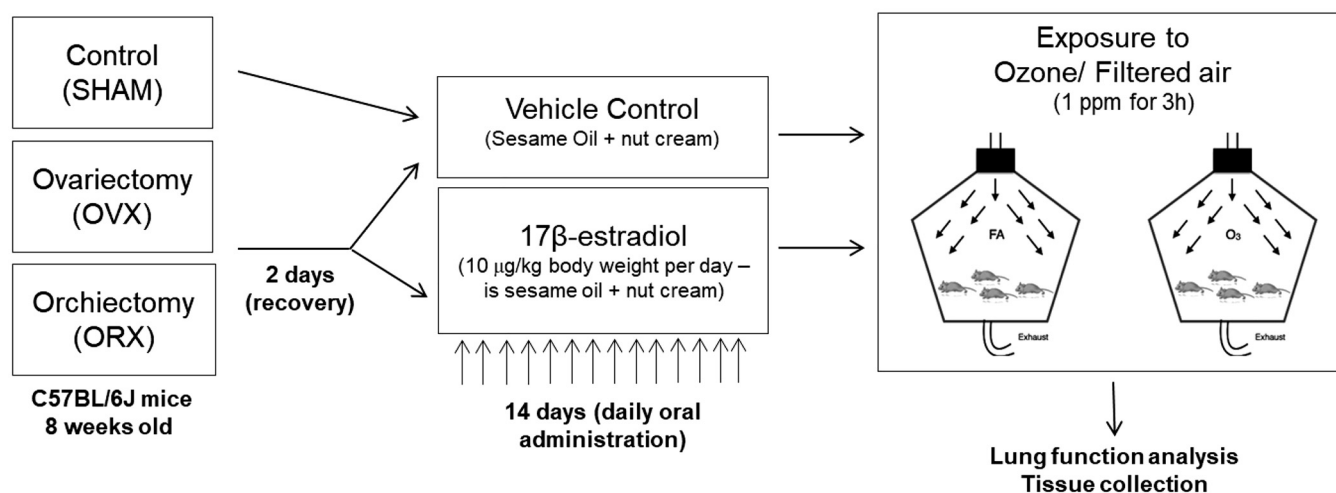 Control
(SHAM)
Ovariectomy
(OVX)
Orchiectomy
(ORX)
C57BL/6J mice
8 weeks old
2 days
(recovery)
Vehicle Control
(Sesame Oil + nut cream)
17β-estradiol
(10 μg/kg body weight per day –
is sesame oil + nut cream)
14 days (daily oral
administration)
Exposure to
Ozone/ Filtered air
(1 ppm for 3h)
FA
Exhaust
O₃
Exhaust
Lung function analysis
Tissue collection